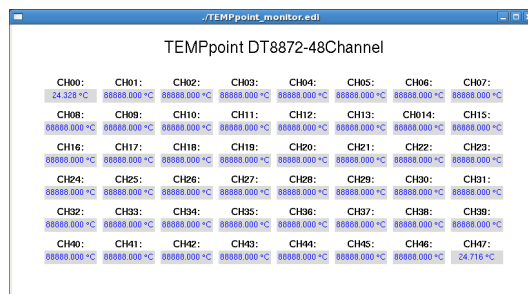 ./TEMPpoint_monitor.edl
TEMPpoint DT8872-48Channel
CH00: CH01: CH02: CH03: CH04: CH05: CH06: CH07:
24.328 °C 88888.000 °C 88888.000 °C 88888.000 °C 88888.000 °C 88888.000 °C 88888.000 °C 88888.000 °C
CH08: CH09: CH10: CH11: CH12: CH13: CH014: CH15:
88888.000 °C 88888.000 °C 88888.000 °C 88888.000 °C 88888.000 °C 88888.000 °C 88888.000 °C 88888.000 °C
CH16: CH17: CH18: CH19: CH20: CH21: CH22: CH23:
88888.000 °C 88888.000 °C 88888.000 °C 88888.000 °C 88888.000 °C 88888.000 °C 88888.000 °C 88888.000 °C
CH24: CH25: CH26: CH27: CH28: CH29: CH30: CH31:
88888.000 °C 88888.000 °C 88888.000 °C 88888.000 °C 88888.000 °C 88888.000 °C 88888.000 °C 88888.000 °C
CH32: CH33: CH34: CH35: CH36: CH37: CH38: CH39:
88888.000 °C 88888.000 °C 88888.000 °C 88888.000 °C 88888.000 °C 88888.000 °C 88888.000 °C 88888.000 °C
CH40: CH41: CH42: CH43: CH44: CH45: CH46: CH47:
88888.000 °C 88888.000 °C 88888.000 °C 88888.000 °C 88888.000 °C 88888.000 °C 88888.000 °C 24.716 °C